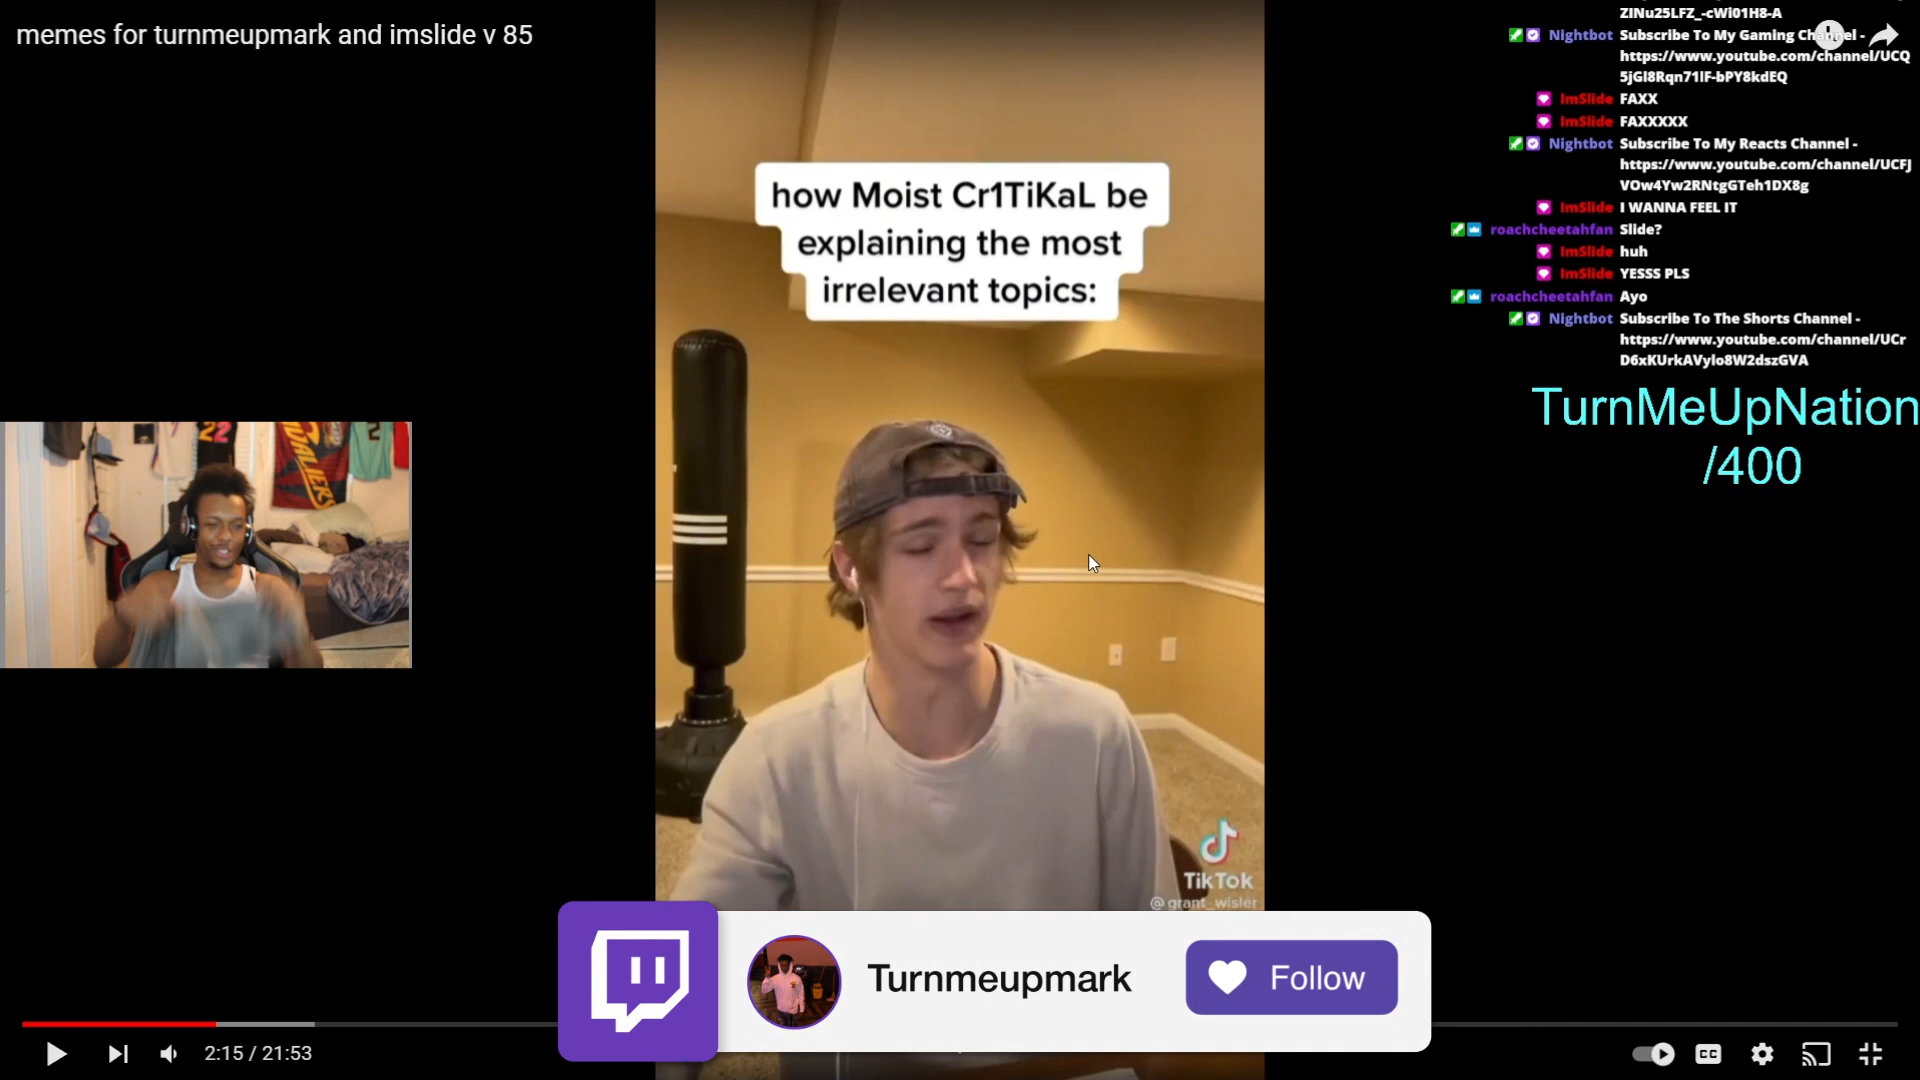 memes for turnmeupmark and imslide v 85
how Moist Cr1TiKaL be
explaining the most
irrelevant topics:
ZINu25LFZ_-cWi01H8-A
Nightbot Subscribe To My Gaming Channel -
https://www.youtube.com/channel/UCQ
5jGl8Rqn71lF-bPY8kdEQ
ImSlide FAXX
ImSlide FAXXXXX
Nightbot Subscribe To My Reacts Channel -
https://www.youtube.com/channel/UCFJ
VOw4Yw2RNtgGTeh1DX8g
ImSlide I WANNA FEEL IT
roachcheetahfan Slide?
ImSlide huh
ImSlide YESSS PLS
roachcheetahfan Ayo
Nightbot Subscribe To The Shorts Channel -
https://www.youtube.com/channel/UCr
D6xKUrkAVylo8W2dszGVA
TurnMeUpNation
/400
TikTok
@grant_wisler
Turnmeupmark
Follow
2:15 / 21:53
CC